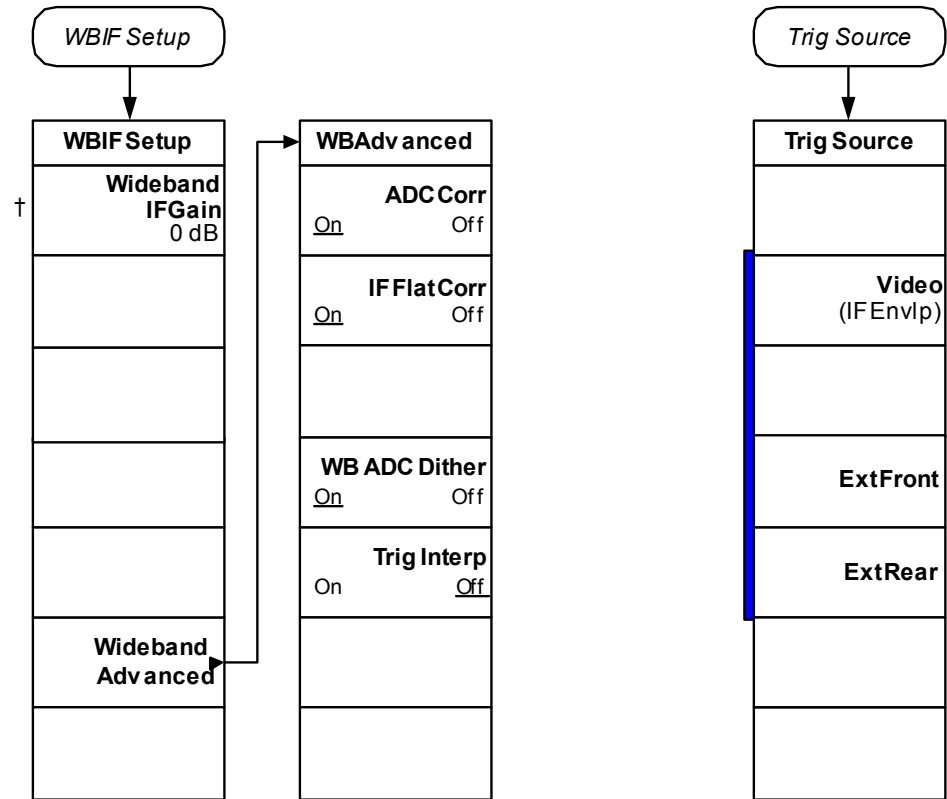 WBIF Setup
WBIF Setup
†
Wideband
IFGain
0 dB
Wideband
Advanced
WBAdvanced
ADC Corr
On Off
IF Flat Corr
On Off
WB ADC Dither
On Off
Trig Interp
On Off
Trig Source
Trig Source
Video
(IF Envlp)
ExtFront
ExtRear